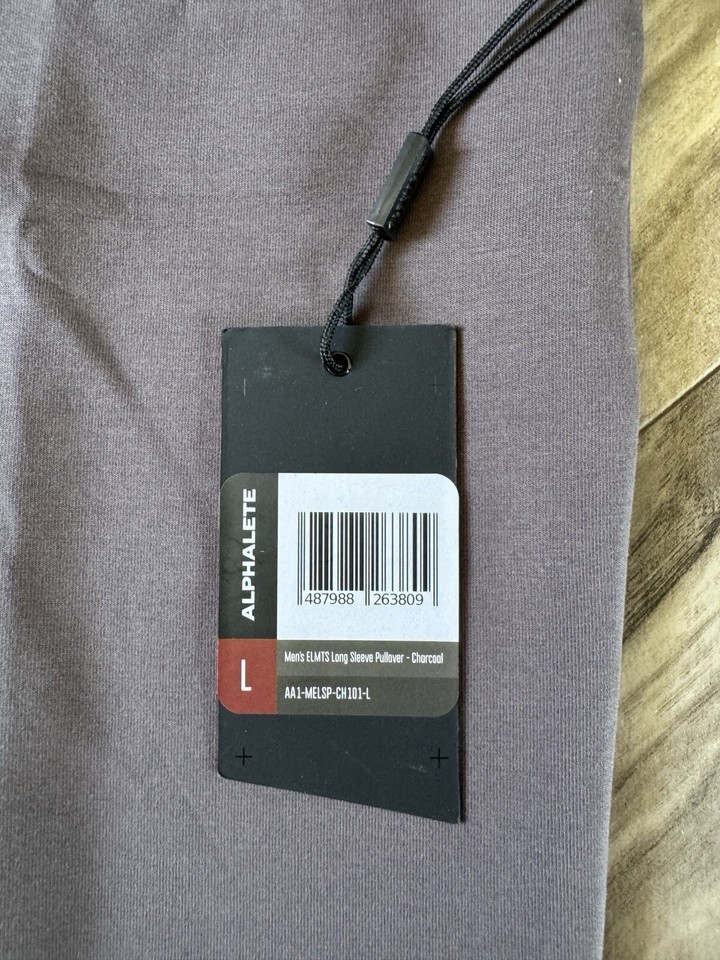 ALPHALETE
487988 263809
L
Men's ELMTS Long Sleeve Pullover - Charcoal
AA1-MELSP-CH101-L